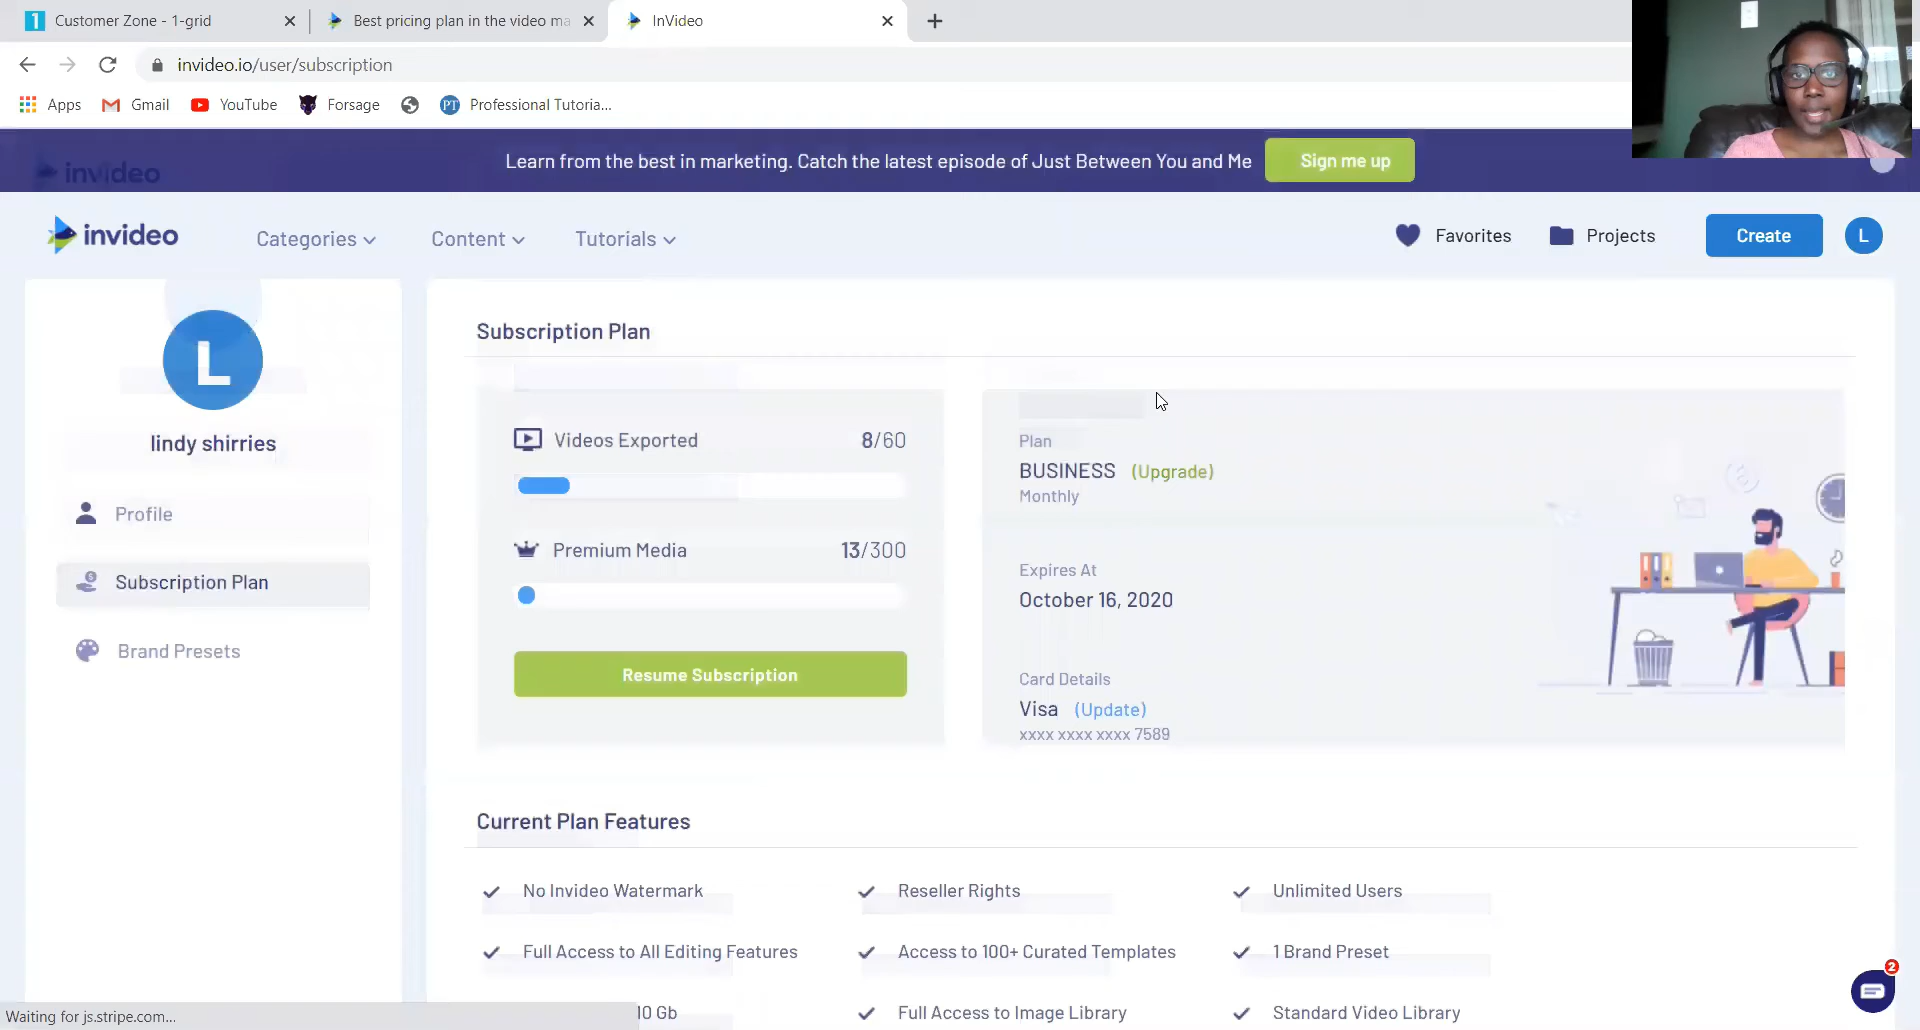 1 Customer Zone - 1-grid
Best pricing plan in the video ma
InVideo
invideo.io/user/subscription
Apps
Gmail
YouTube
Forsage
PT Professional Tutoria...
Learn from the best in marketing. Catch the latest episode of Just Between You and Me
Sign me up
invideo
invideo
Categories
Content
Tutorials
Favorites
Projects
Create
L
L
lindy shirries
Profile
Subscription Plan
Brand Presets
Subscription Plan
Videos Exported 8/60
Premium Media 13/300
Resume Subscription
Plan
BUSINESS (Upgrade)
Monthly
Expires At
October 16, 2020
Card Details
Visa (Update)
xxxx xxxx xxxx 7589
Current Plan Features
No Invideo Watermark
Reseller Rights
Unlimited Users
Full Access to All Editing Features
Access to 100+ Curated Templates
1 Brand Preset
10 Gb
Full Access to Image Library
Standard Video Library
2
Waiting for js.stripe.com...